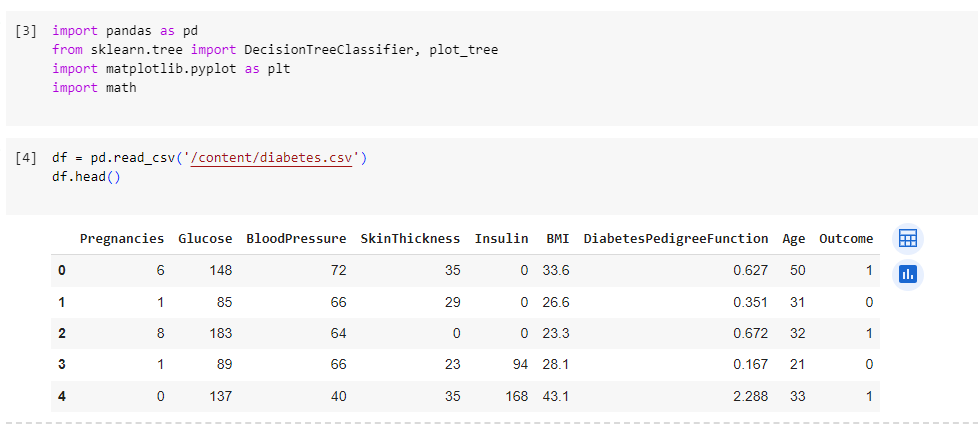 [3] import pandas as pd
from sklearn.tree import DecisionTreeClassifier, plot_tree
import matplotlib.pyplot as plt
import math
[4] df = pd.read_csv('/content/diabetes.csv')
df.head()
Pregnancies Glucose BloodPressure SkinThickness Insulin BMI DiabetesPedigreeFunction Age Outcome
0 6 148 72 35 0 33.6 0.627 50 1
1 1 85 66 29 0 26.6 0.351 31 0
2 8 183 64 0 0 23.3 0.672 32 1
3 1 89 66 23 94 28.1 0.167 21 0
4 0 137 40 35 168 43.1 2.288 33 1